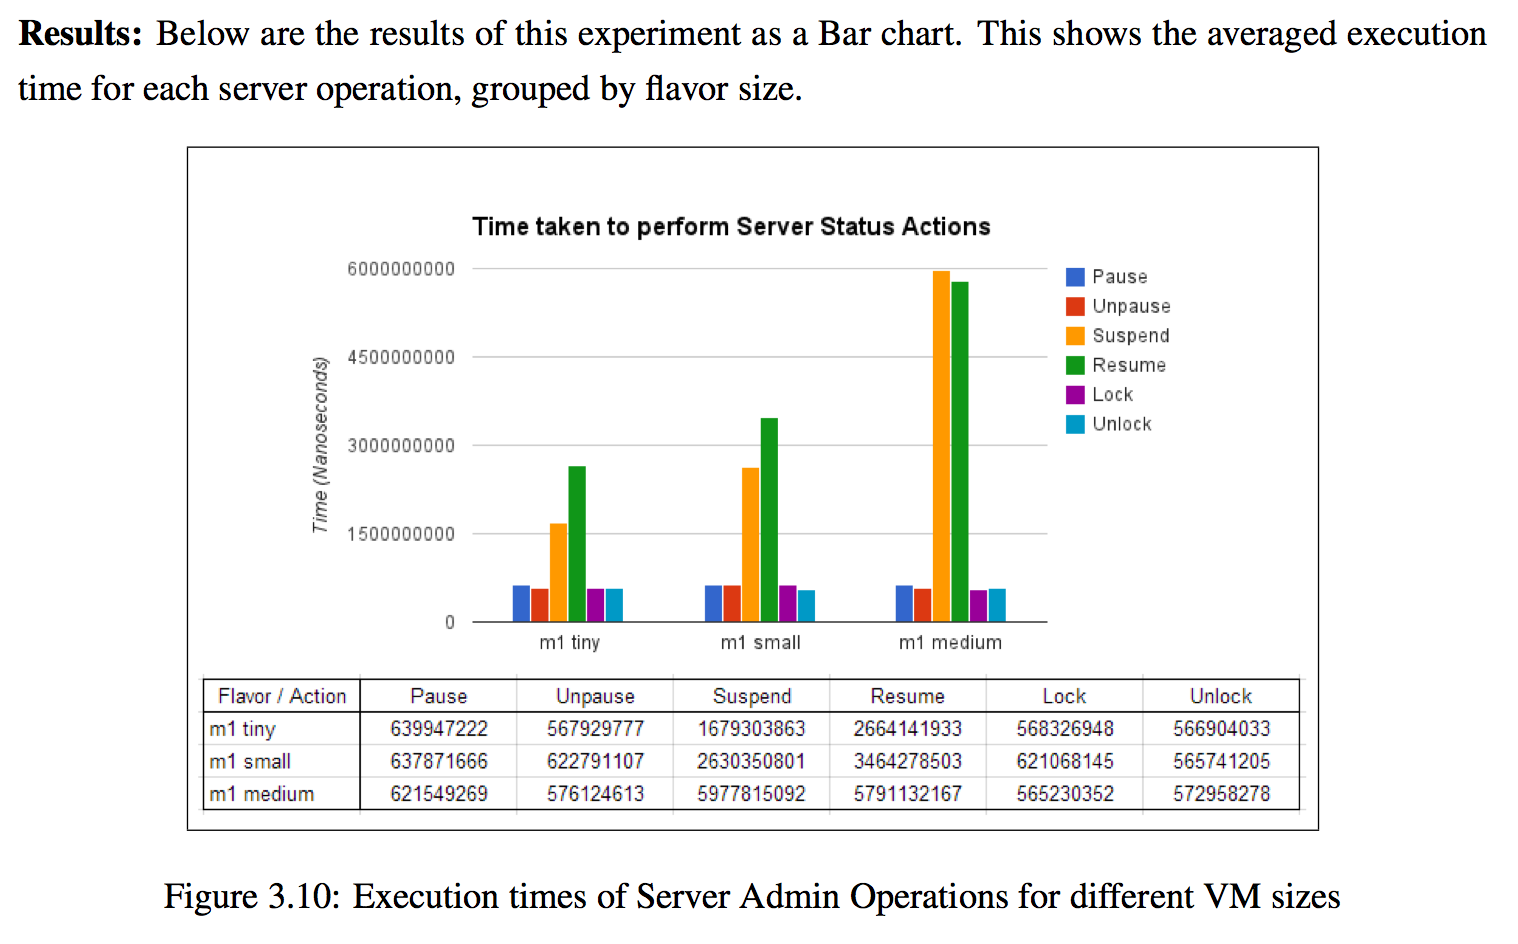 Results: Below are the results of this experiment as a Bar chart. This shows the averaged execution
time for each server operation, grouped by flavor size.
Time taken to perform Server Status Actions
6000000000
4500000000
3000000000
1500000000
0
Time (Nanoseconds)
m1 tiny
m1 small
m1 medium
Pause
Unpause
Suspend
Resume
Lock
Unlock
Flavor / Action Pause Unpause Suspend Resume Lock Unlock
m1 tiny 639947222 567929777 1679303863 2664141933 568326948 566904033
m1 small 637871666 622791107 2630350801 3464278503 621068145 565741205
m1 medium 621549269 576124613 5977815092 5791132167 565230352 572958278
Figure 3.10: Execution times of Server Admin Operations for different VM sizes